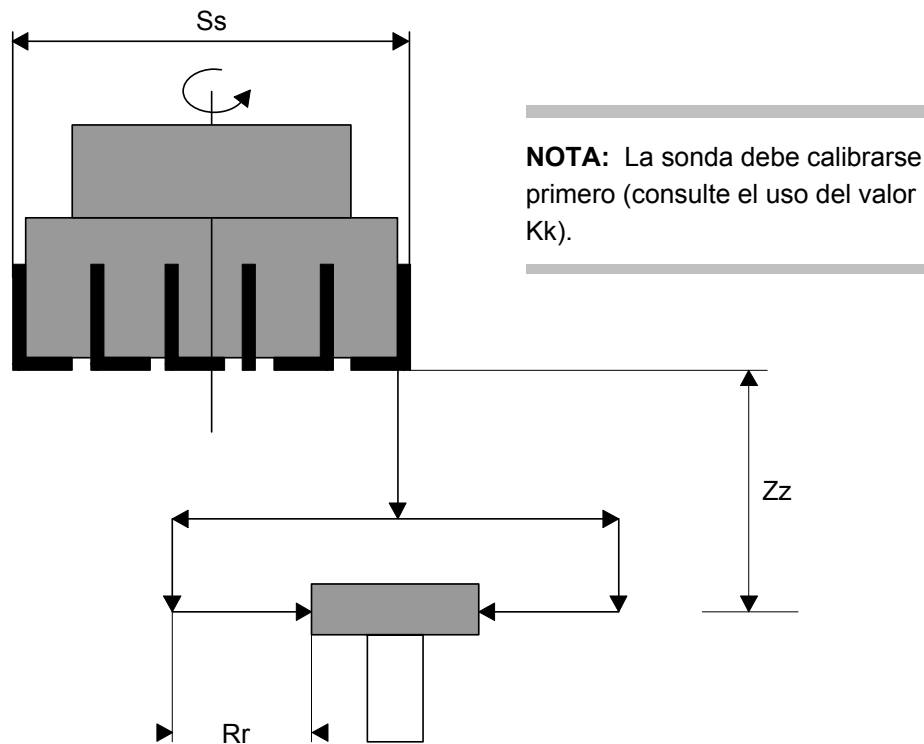 Ss
NOTA: La sonda debe calibrarse
primero (consulte el uso del valor
Kk).
Zz
Rr